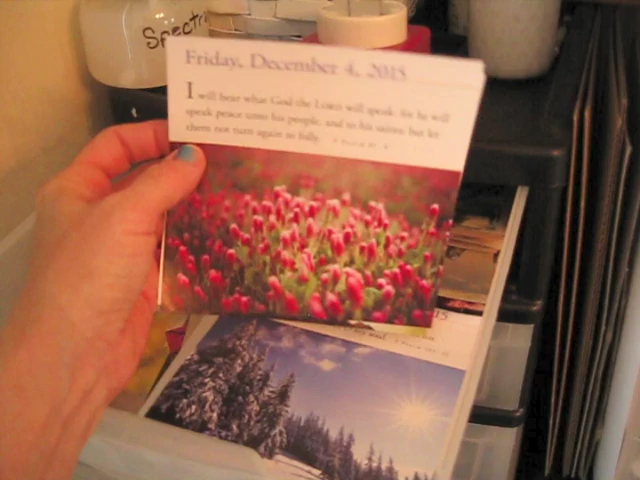 Spectr
Friday, December 4, 2015
I will hear what God the LORD will speak: for he will
speak peace unto his people, and to his saints: but let
them not turn again to folly.
15